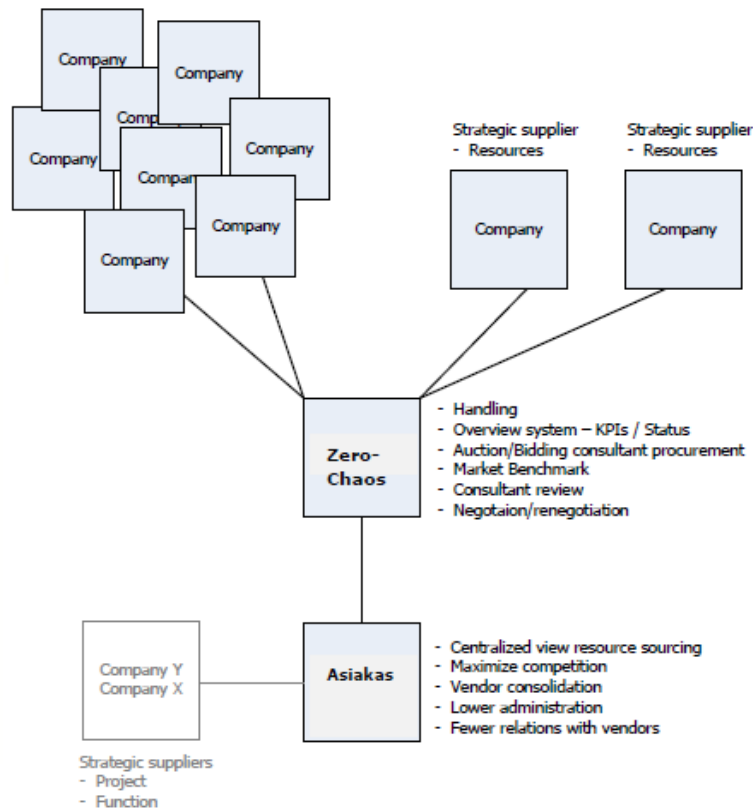 Company
Company
Company
Company
Company
Company
Company
Company
Strategic supplier
- Resources
Company
Strategic supplier
- Resources
Company
Zero-
Chaos
- Handling
- Overview system – KPIs / Status
- Auction/Bidding consultant procurement
- Market Benchmark
- Consultant review
- Negotaion/renegotiation
Company Y
Company X
Strategic suppliers
- Project
- Function
Asiakas
- Centralized view resource sourcing
- Maximize competition
- Vendor consolidation
- Lower administration
- Fewer relations with vendors